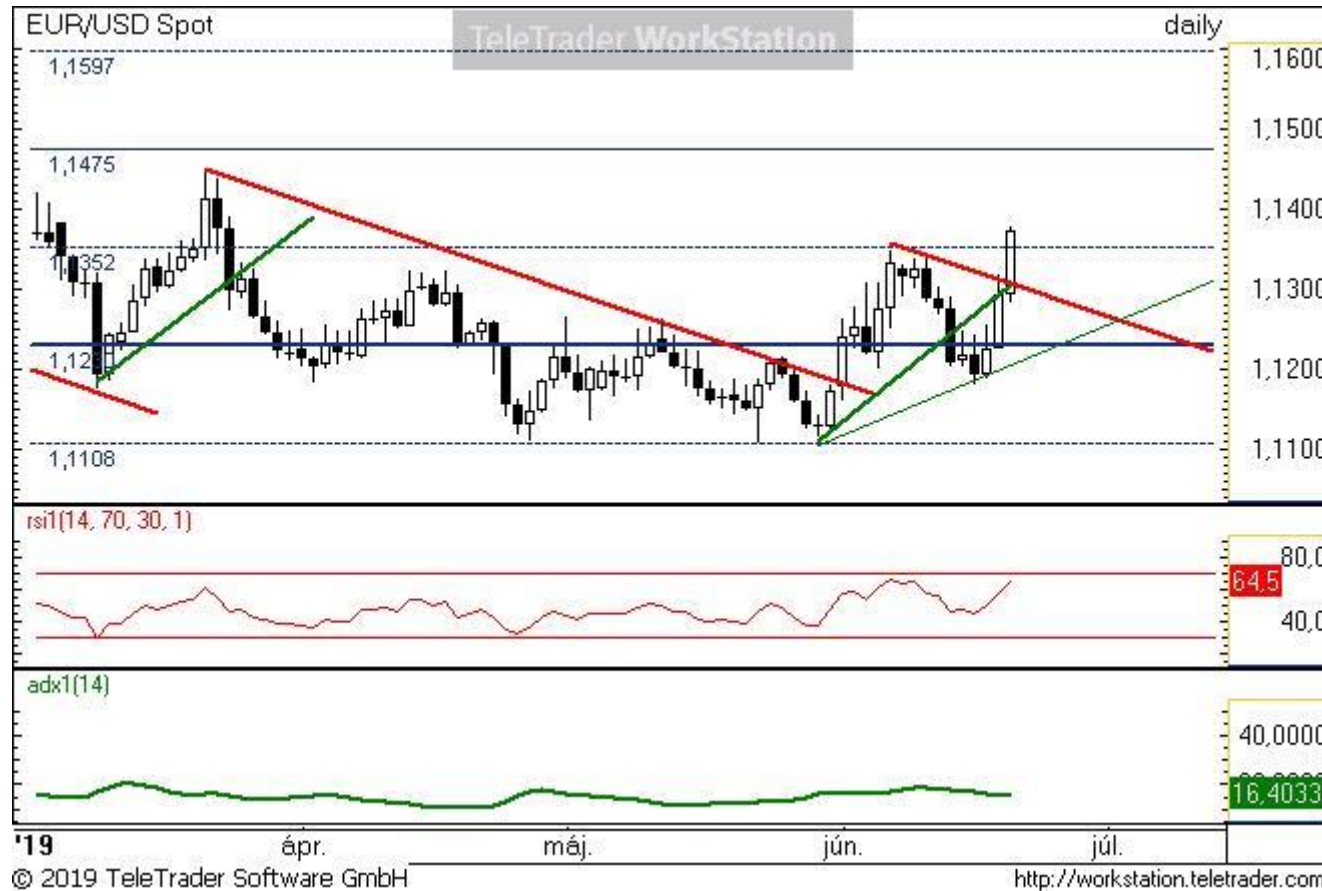 EUR/USD Spot
TeleTrader WorkStation
daily
1,1597
1,1475
1,1108
1,1600
1,1500
1,1400
1,1300
1,1200
1,1100
rsi1(14, 70, 30, 1)
80,0
64,5
40,0
adx1(14)
40,0000
16,4033
'19 ápr. máj. jún. júl.
© 2019 TeleTrader Software GmbH
http://workstation.teletrader.com